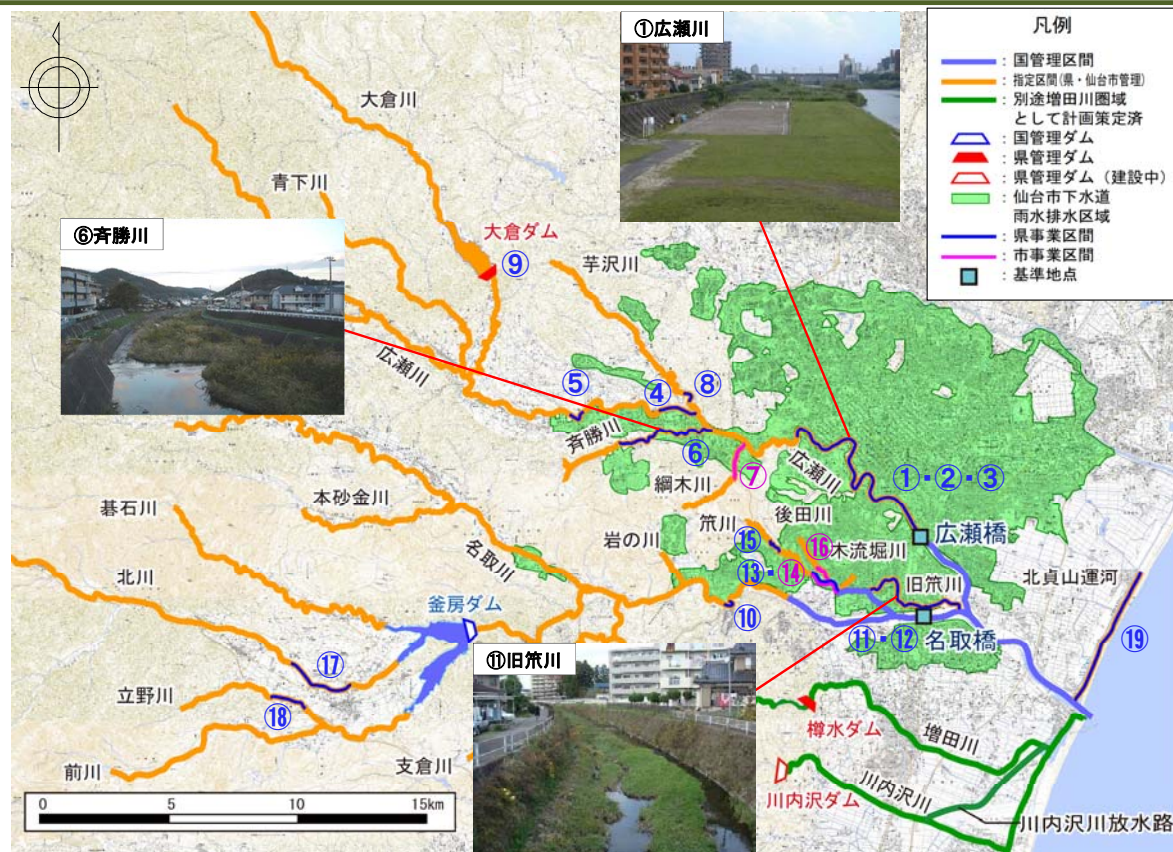 ①広瀬川
凡例
: 国管理区間
: 指定区間(県・仙台市管理)
: 別途増田川圏域
として計画策定済
: 国管理ダム
: 県管理ダム
: 県管理ダム (建設中)
: 仙台市下水道
雨水排水区域
: 県事業区間
: 市事業区間
: 基準地点
大倉川
青下川
⑥斉勝川
大倉ダム
⑨
芋沢川
広瀬川
⑤
④
⑧
斉勝川
⑥
⑦
広瀬川
①・②・③
綱木川
本砂金川
碁石川
名取川
岩の川
笊川
後田川
広瀬橋
⑮
⑯
木流堀川
⑬・⑭
旧笊川
北貞山運河
北川
釜房ダム
⑩
⑪・⑫
名取橋
⑲
⑪旧笊川
⑰
立野川
⑱
樽水ダム
増田川
前川
支倉川
川内沢ダム
川内沢川
川内沢川放水路
0 5 10 15km